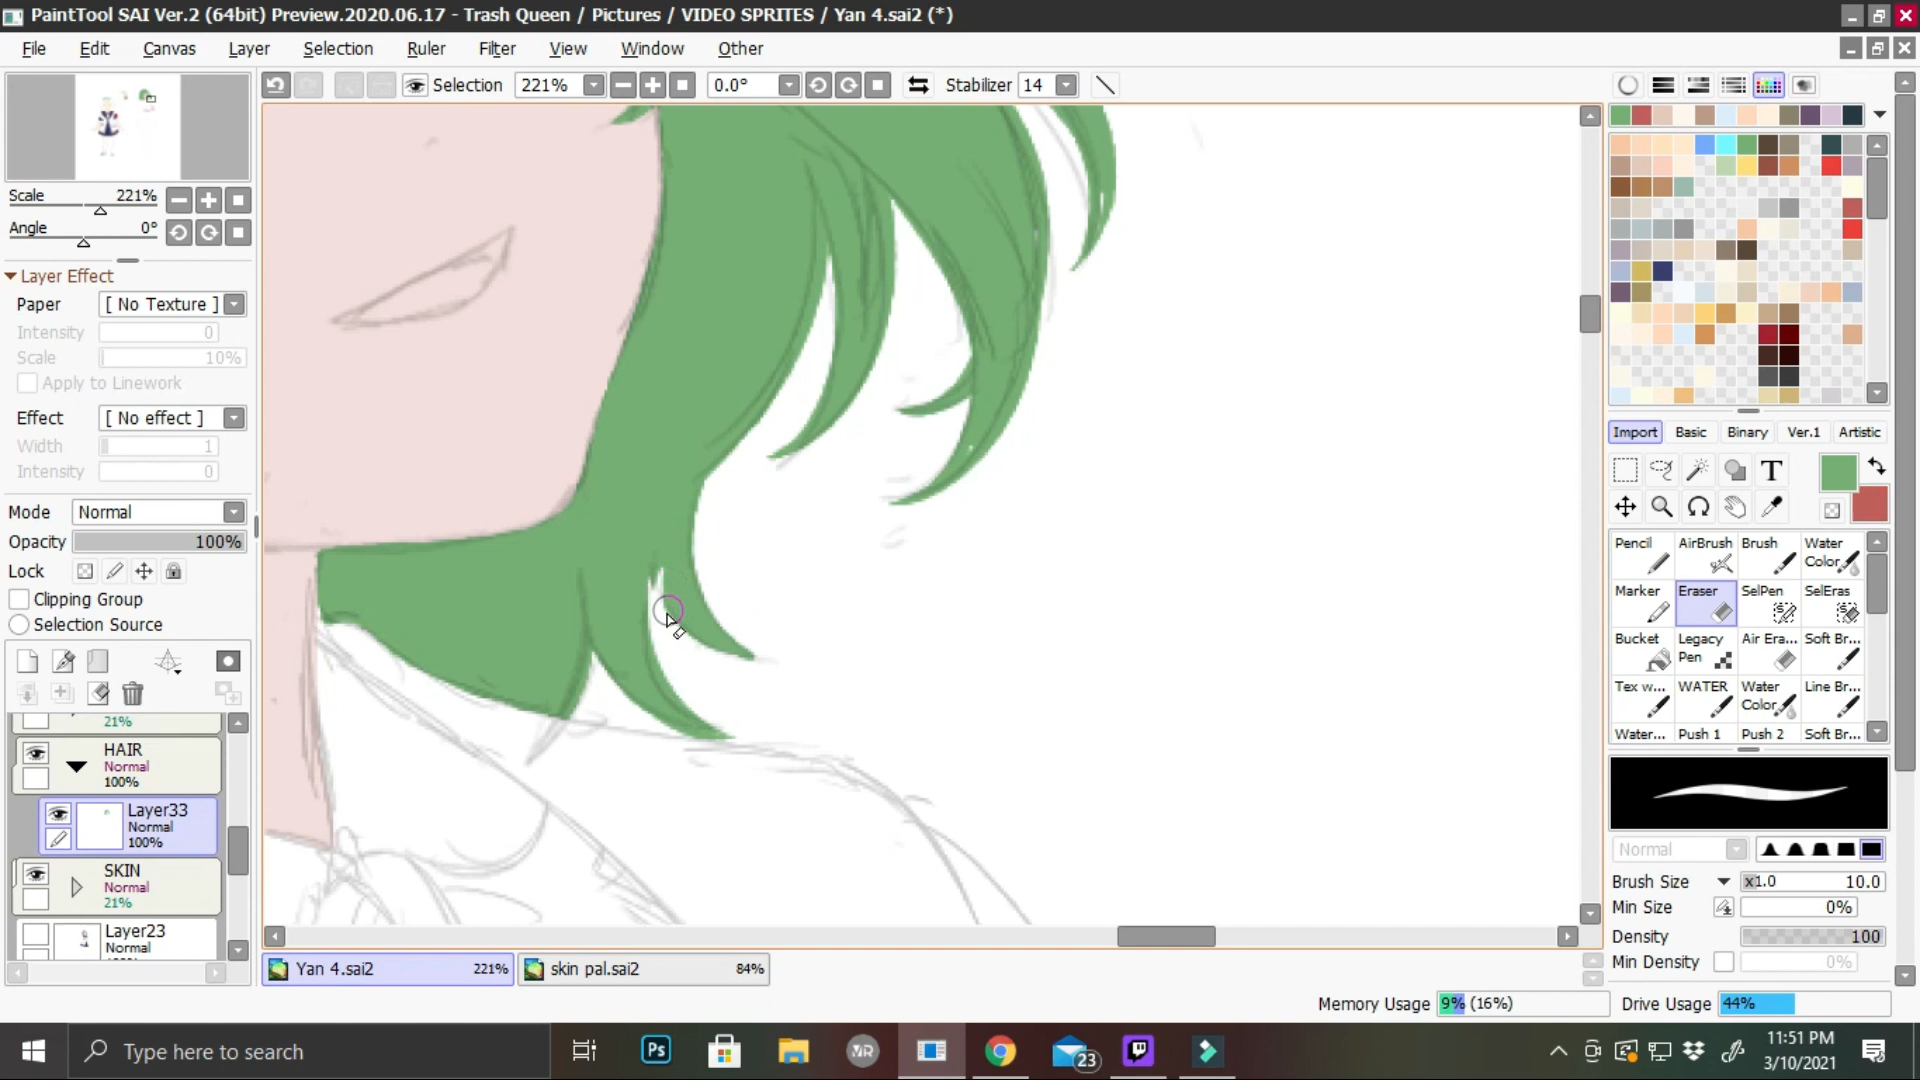 PaintTool SAI Ver.2 (64bit) Preview.2020.06.17 - Trash Queen / Pictures / VIDEO SPRITES / Yan 4.sai2 (*)
File Edit Canvas Layer Selection Ruler Filter View Window Other
Selection 221% 0.0° Stabilizer 14
Scale 221%
Angle 0°
Layer Effect
Paper [ No Texture ]
Intensity 0
Scale 10%
Apply to Linework
Effect [ No effect ]
Width 1
Intensity 0
Mode Normal
Opacity 100%
Lock
Clipping Group
Selection Source
21%
HAIR
Normal
100%
Layer33
Normal
100%
SKIN
Normal
21%
Layer23
Normal
Import Basic Binary Ver.1 Artistic
T
Pencil AirBrush Brush Water Color
Marker Eraser SelPen SelEras
Bucket Legacy Pen Air Era... Soft Br...
Tex w... WATER Water Color Line Br...
Water... Push 1 Push 2 Soft Br...
Normal
Brush Size x1.0 10.0
Min Size 0%
Density 100
Min Density 0%
Yan 4.sai2 221% skin pal.sai2 84%
Memory Usage 9% (16%) Drive Usage 44%
Type here to search
Ps
MR
23
11:51 PM
3/10/2021